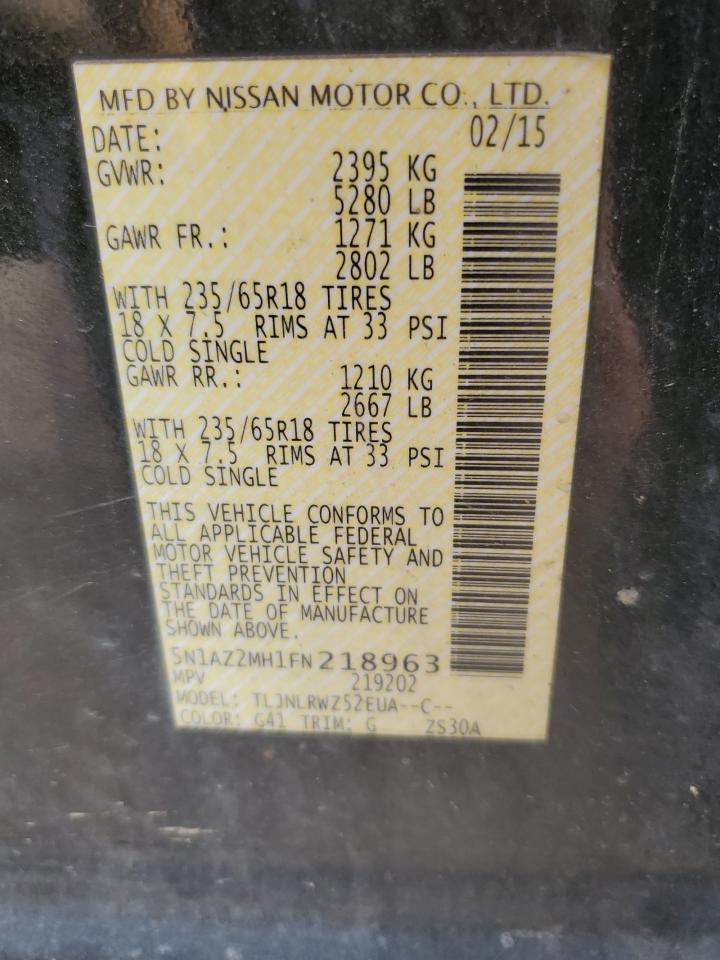 MFD BY NISSAN MOTOR CO., LTD.
DATE: 02/15
GVWR: 2395 KG
5280 LB
GAWR FR.: 1271 KG
2802 LB
WITH 235/65R18 TIRES
18 X 7.5 RIMS AT 33 PSI
COLD SINGLE
GAWR RR.: 1210 KG
2667 LB
WITH 235/65R18 TIRES
18 X 7.5 RIMS AT 33 PSI
COLD SINGLE
THIS VEHICLE CONFORMS TO
ALL APPLICABLE FEDERAL
MOTOR VEHICLE SAFETY AND
THEFT PREVENTION
STANDARDS IN EFFECT ON
THE DATE OF MANUFACTURE
SHOWN ABOVE.
5N1AZ2MH1FN218963
MPV 219202
MODEL: TLJNLRWZ52EUA--C--
COLOR: G41 TRIM: G ZS30A